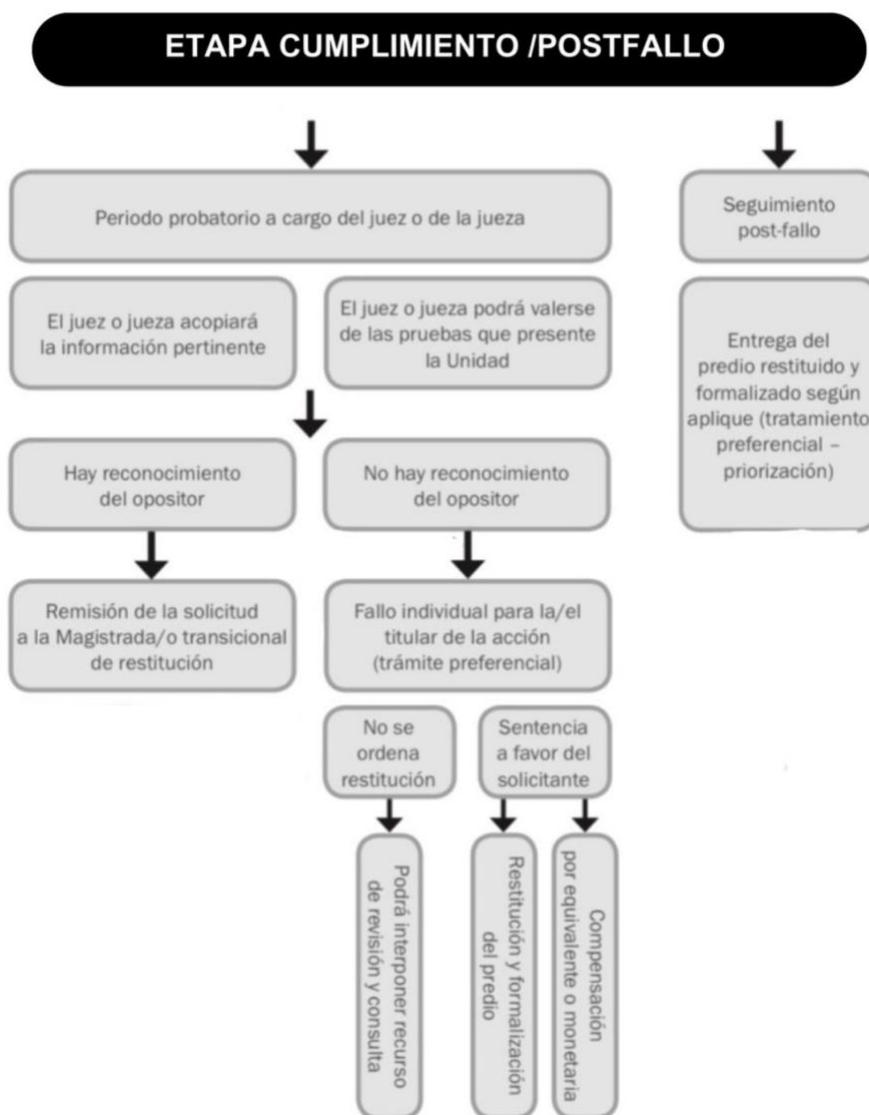 ETAPA CUMPLIMIENTO /POSTFALLO
Periodo probatorio a cargo del juez o de la jueza
Seguimiento
post-fallo
El juez o jueza acopiará
la información pertinente
El juez o jueza podrá valerse
de las pruebas que presente
la Unidad
Entrega del
predio restituido y
formalizado según
aplique (tratamiento
preferencial –
priorización)
Hay reconocimiento
del opositor
No hay reconocimiento
del opositor
Remisión de la solicitud
a la Magistrada/o transicional
de restitución
Fallo individual para la/el
titular de la acción
(trámite preferencial)
No se
ordena
restitución
Sentencia
a favor del
solicitante
Podrá interponer recurso
de revisión y consulta
Restitución y formalización
del predio
Compensación
por equivalente o monetaria